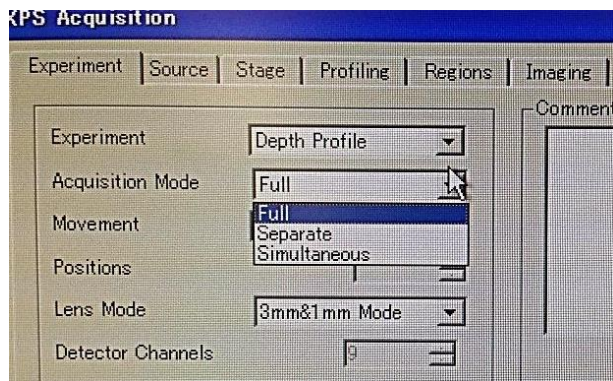 XPS Acquisition
Experiment Source Stage Profiling Regions Imaging
Comment
Experiment Depth Profile
Acquisition Mode Full
Full
Movement
Separate
Simultaneous
Positions
Lens Mode 3mm&1mm Mode
Detector Channels 9